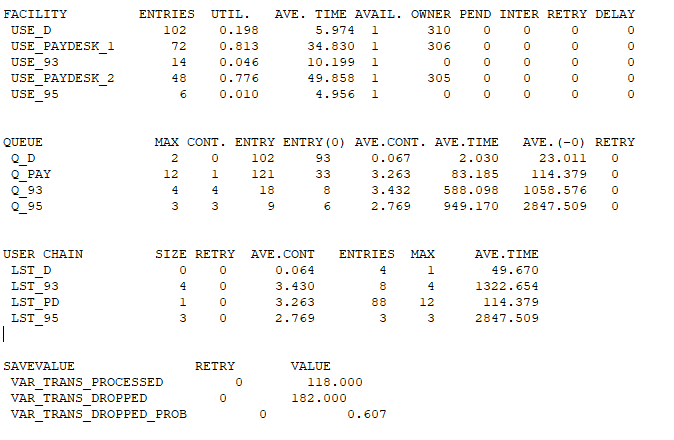 FACILITY ENTRIES UTIL. AVE. TIME AVAIL. OWNER PEND INTER RETRY DELAY
USE_D 102 0.198 5.974 1 310 0 0 0 0
USE_PAYDESK_1 72 0.813 34.830 1 306 0 0 0 0
USE_93 14 0.046 10.199 1 0 0 0 0 0
USE_PAYDESK_2 48 0.776 49.858 1 305 0 0 0 0
USE_95 6 0.010 4.956 1 0 0 0 0 0
QUEUE MAX CONT. ENTRY ENTRY(0) AVE.CONT. AVE.TIME AVE.(-0) RETRY
Q_D 2 0 102 93 0.067 2.030 23.011 0
Q_PAY 12 1 121 33 3.263 83.185 114.379 0
Q_93 4 4 18 8 3.432 588.098 1058.576 0
Q_95 3 3 9 6 2.769 949.170 2847.509 0
USER CHAIN SIZE RETRY AVE.CONT ENTRIES MAX AVE.TIME
LST_D 0 0 0.064 4 1 49.670
LST_93 4 0 3.430 8 4 1322.654
LST_PD 1 0 3.263 88 12 114.379
LST_95 3 0 2.769 3 3 2847.509
SAVEVALUE RETRY VALUE
VAR_TRANS_PROCESSED 0 118.000
VAR_TRANS_DROPPED 0 182.000
VAR_TRANS_DROPPED_PROB 0 0.607